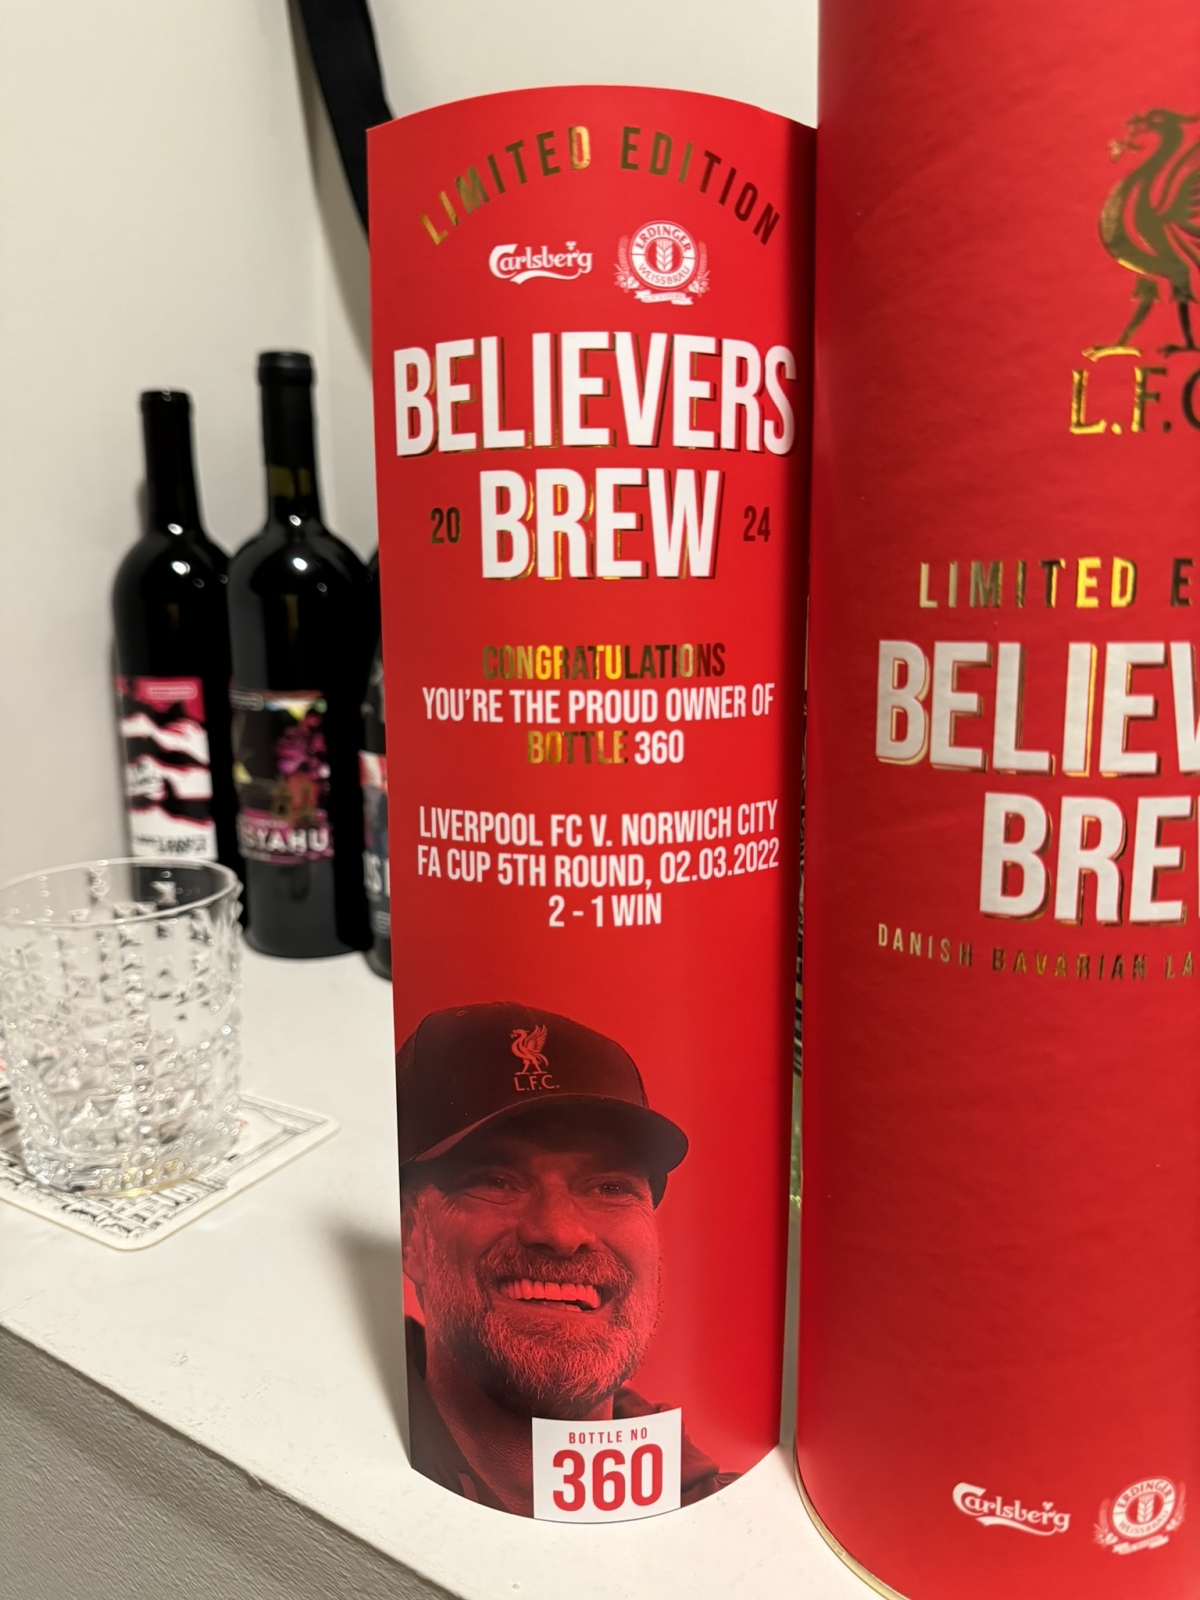 LIMITED EDITION
Carlsberg
ERDINGER
WEISSBRÄU
BELIEVERS
20 BREW 24
CONGRATULATIONS
YOU'RE THE PROUD OWNER OF
BOTTLE 360
LIVERPOOL FC V. NORWICH CITY
FA CUP 5TH ROUND, 02.03.2022
2 - 1 WIN
L.F.C.
BOTTLE NO
360
L.F.C
LIMITED E
BELIEV
BRE
DANISH BAVARIAN LA
Carlsberg
ERDINGER
WEISSBRÄU
SYAHU